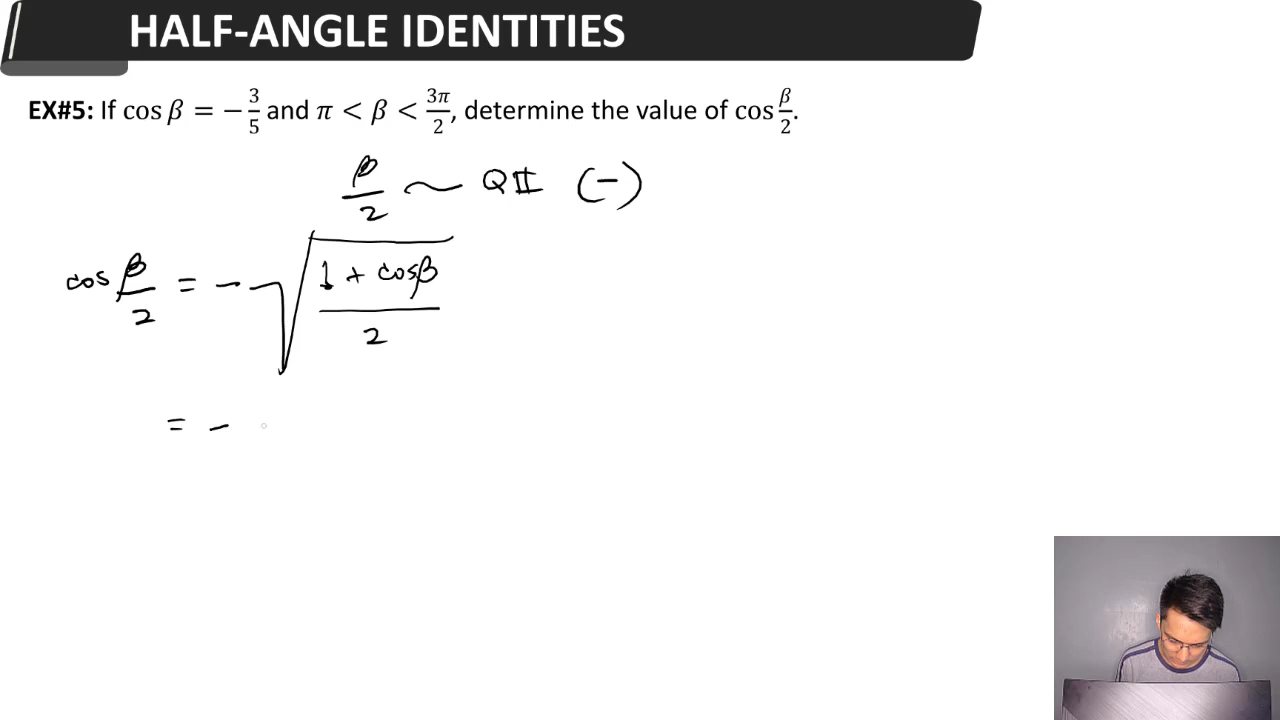 HALF-ANGLE IDENTITIES
EX#5: If cos β = −3/5 and π < β < 3π/2, determine the value of cos β/2.
β/2 ~ QII (-)
cos β/2 = -√((1 + cosβ)/2)
= -